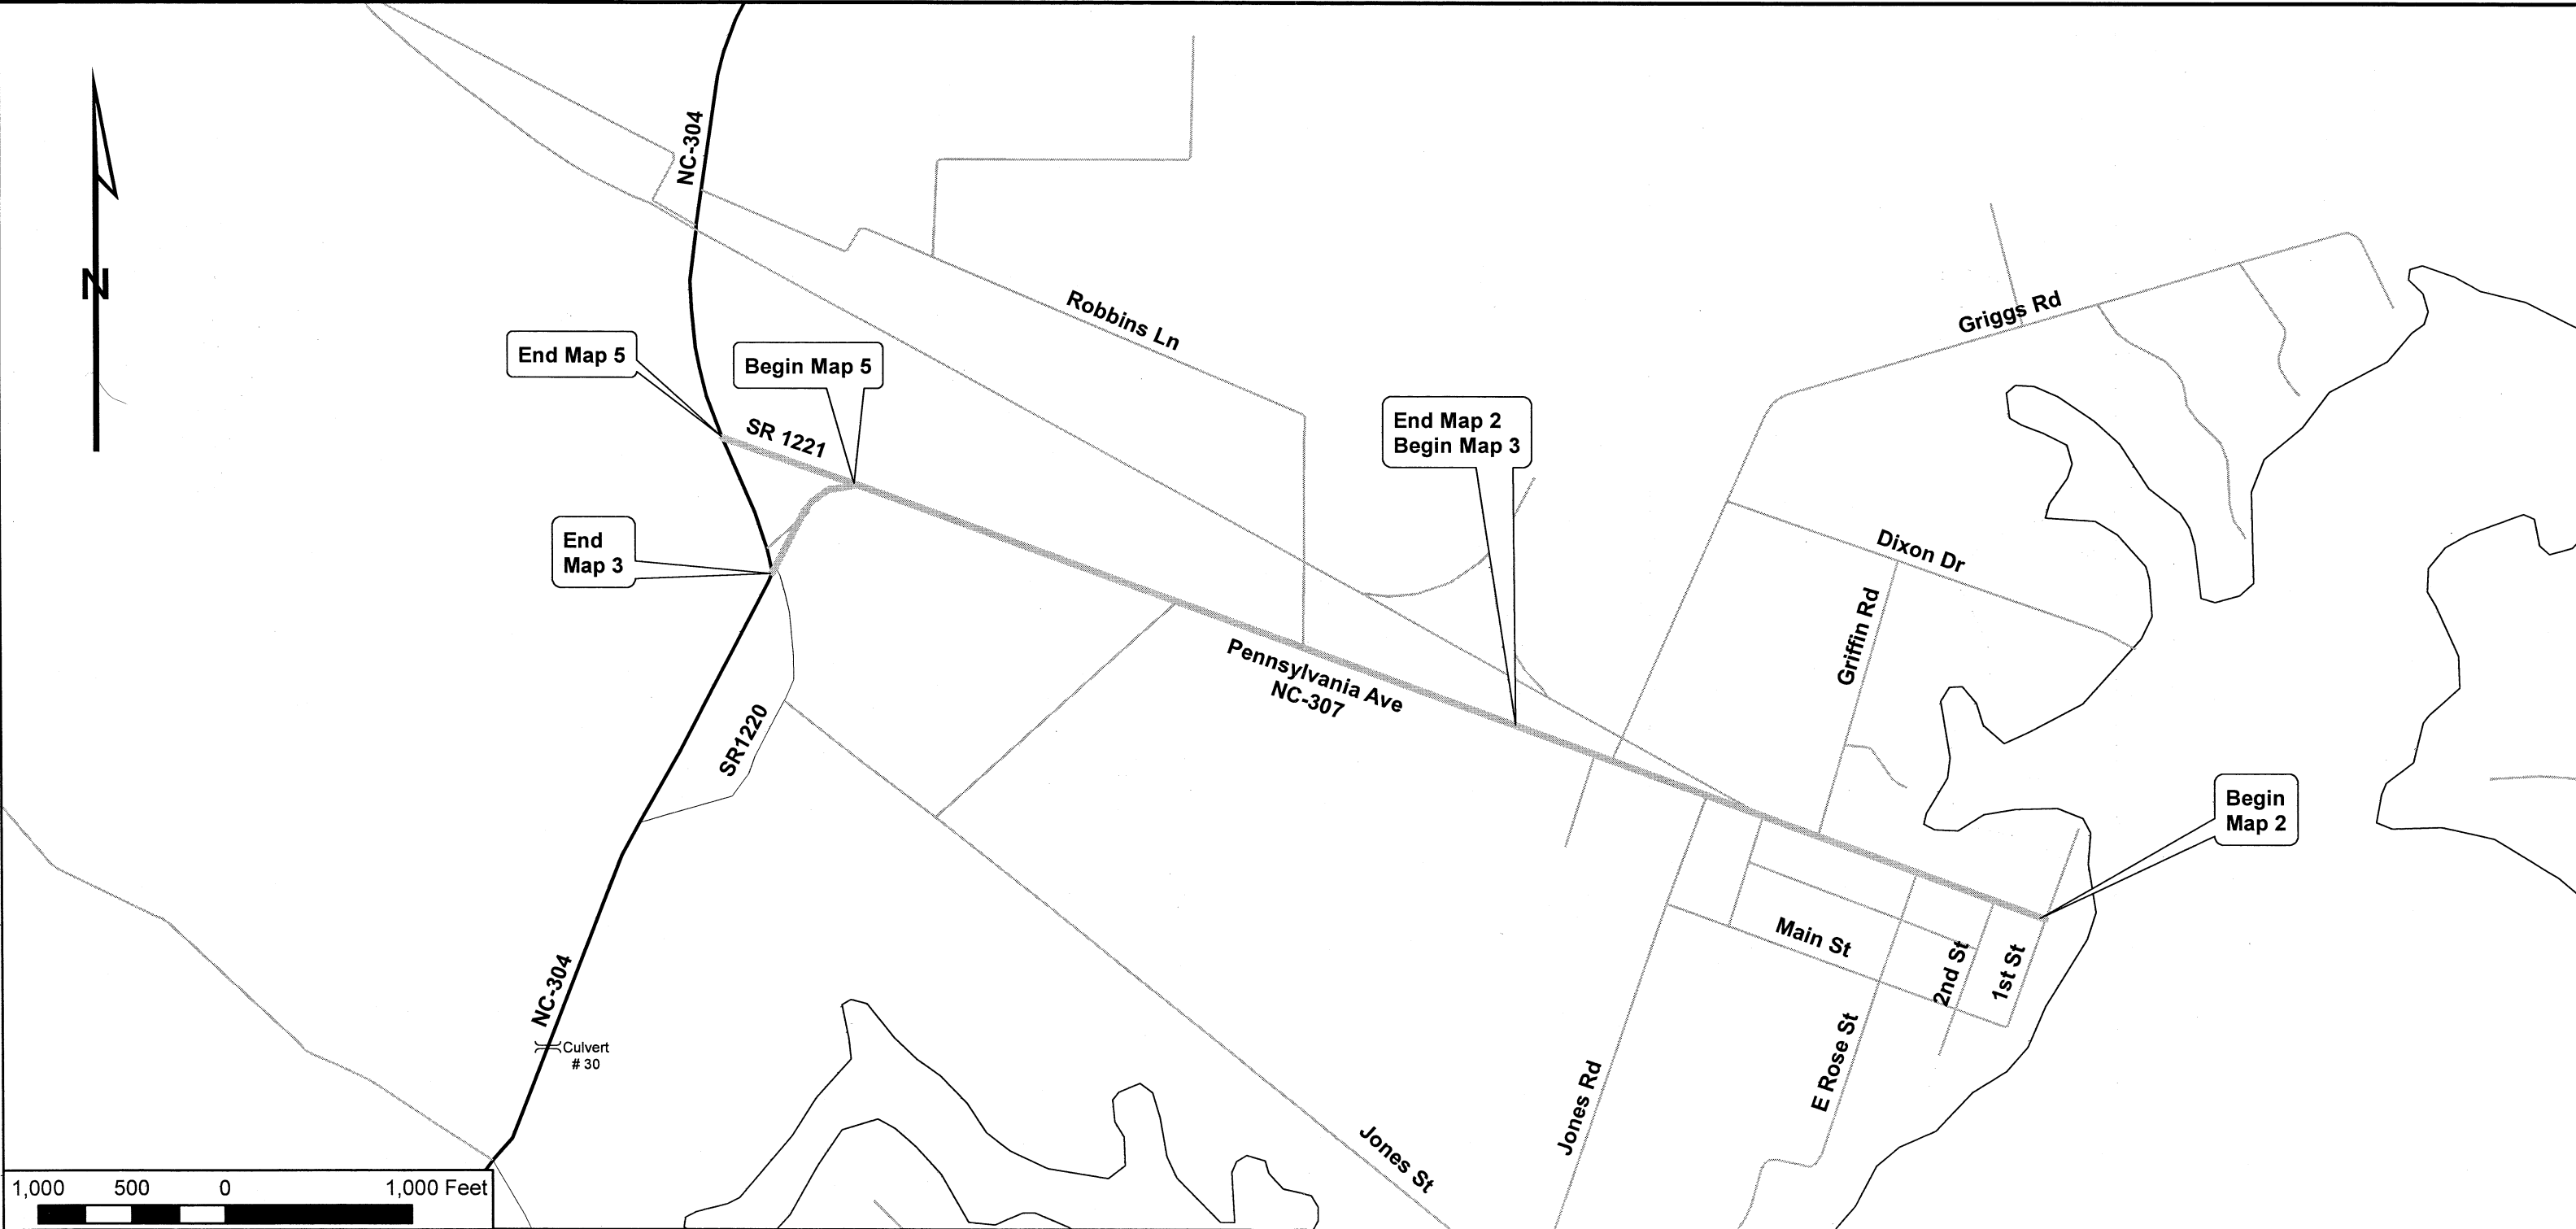 NC-304
N
Robbins Ln
Griggs Rd
End Map 5
Begin Map 5
SR 1221
End Map 2
Begin Map 3
End
Map 3
Dixon Dr
Griffin Rd
Pennsylvania Ave
NC-307
SR1220
Begin
Map 2
Main St
2nd St
1st St
NC-304
Culvert
# 30
E Rose St
Jones Rd
Jones St
1,000 500 0 1,000 Feet